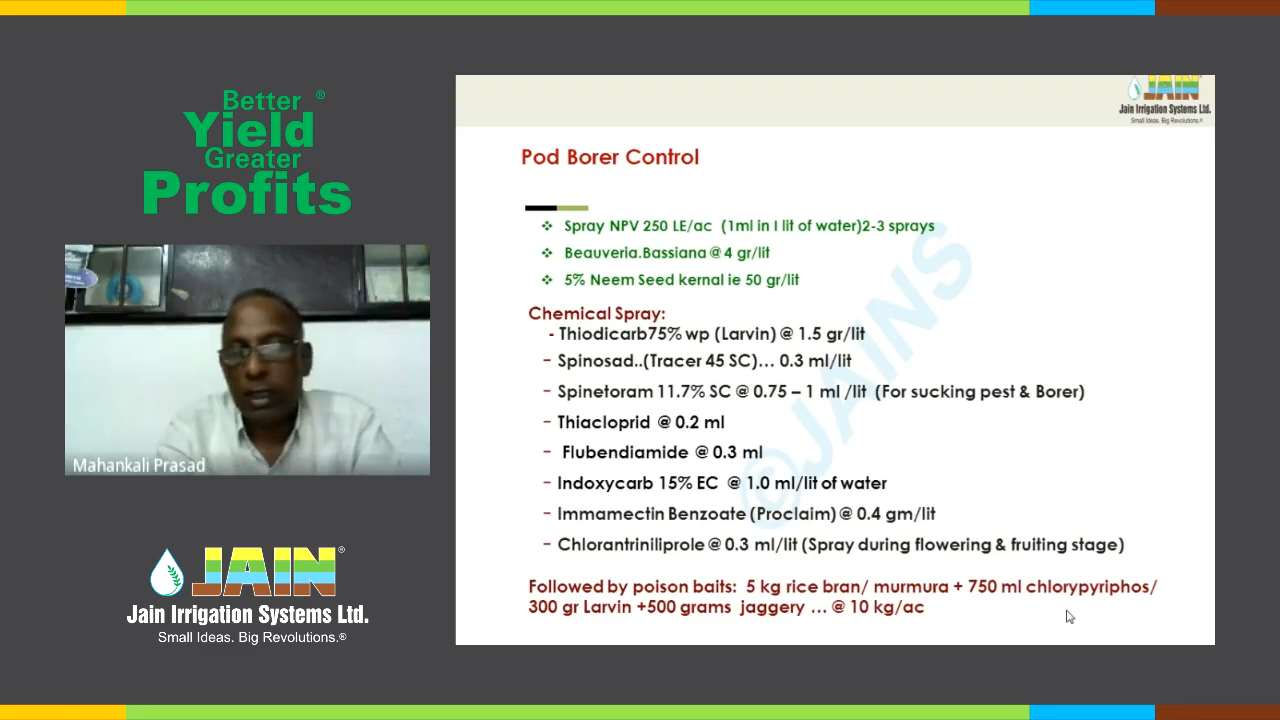 Better ®
Yield
Greater
Profits
Mahankali Prasad
JAIN®
Jain Irrigation Systems Ltd.
Small Ideas. Big Revolutions.®
JAIN
Jain Irrigation Systems Ltd.
Small Ideas. Big Revolutions.®
Pod Borer Control
❖ Spray NPV 250 LE/ac (1ml in I lit of water)2-3 sprays
❖ Beauveria.Bassiana @ 4 gr/lit
❖ 5% Neem Seed kernal ie 50 gr/lit
Chemical Spray:
- Thiodicarb75% wp (Larvin) @ 1.5 gr/lit
– Spinosad..(Tracer 45 SC)… 0.3 ml/lit
– Spinetoram 11.7% SC @ 0.75 – 1 ml /lit (For sucking pest & Borer)
– Thiacloprid @ 0.2 ml
– Flubendiamide @ 0.3 ml
– Indoxycarb 15% EC @ 1.0 ml/lit of water
– Immamectin Benzoate (Proclaim) @ 0.4 gm/lit
– Chlorantriniliprole @ 0.3 ml/lit (Spray during flowering & fruiting stage)
Followed by poison baits: 5 kg rice bran/ murmura + 750 ml chlorypyriphos/
300 gr Larvin +500 grams jaggery … @ 10 kg/ac
©JAINS